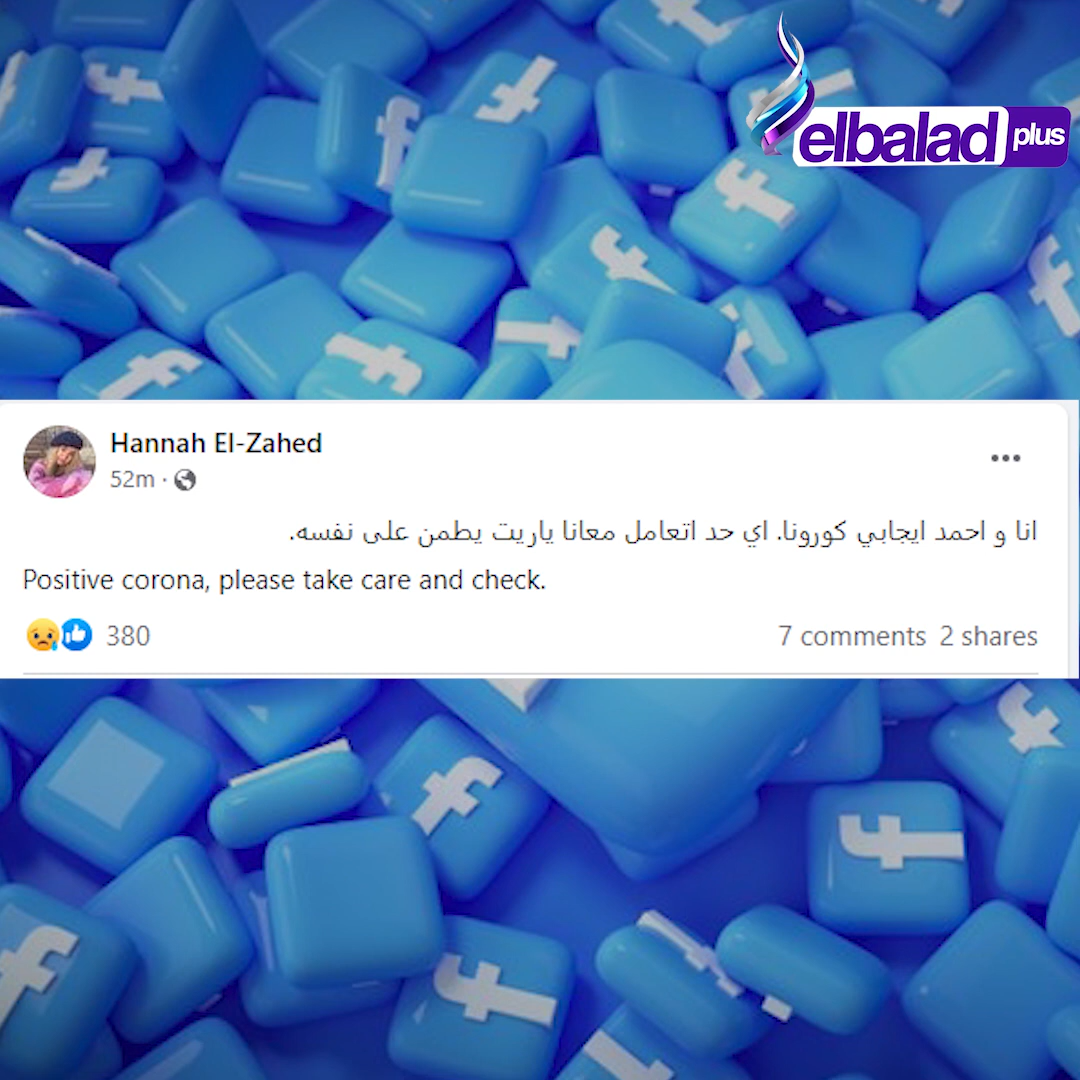 elbalad plus
Hannah El-Zahed
52m
انا و احمد ايجابي كورونا. اي حد اتعامل معانا ياريت يطمن على نفسه.
Positive corona, please take care and check.
380
7 comments 2 shares